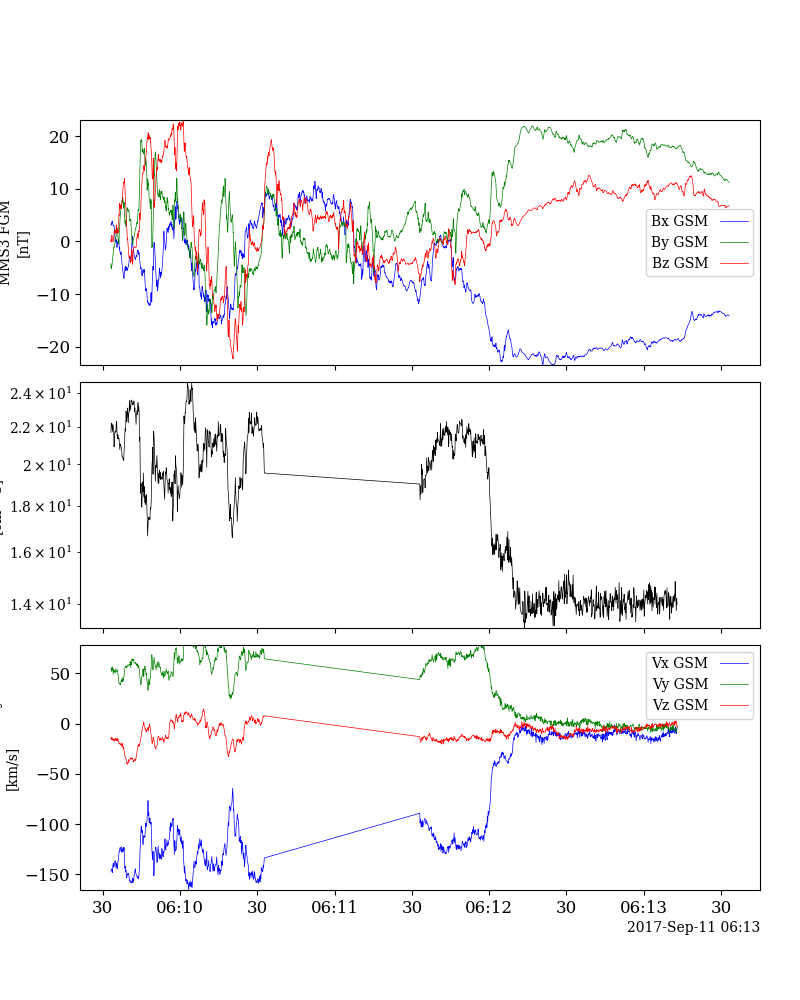 MMS3 FGM
[nT]
20
10
0
−10
−20
Bx GSM
By GSM
Bz GSM
2.4 × 10¹
2.2 × 10¹
2 × 10¹
1.8 × 10¹
1.6 × 10¹
1.4 × 10¹
50
0
−50
−100
−150
[km/s]
Vx GSM
Vy GSM
Vz GSM
30 06:10 30 06:11 30 06:12 30 06:13 30
2017-Sep-11 06:13